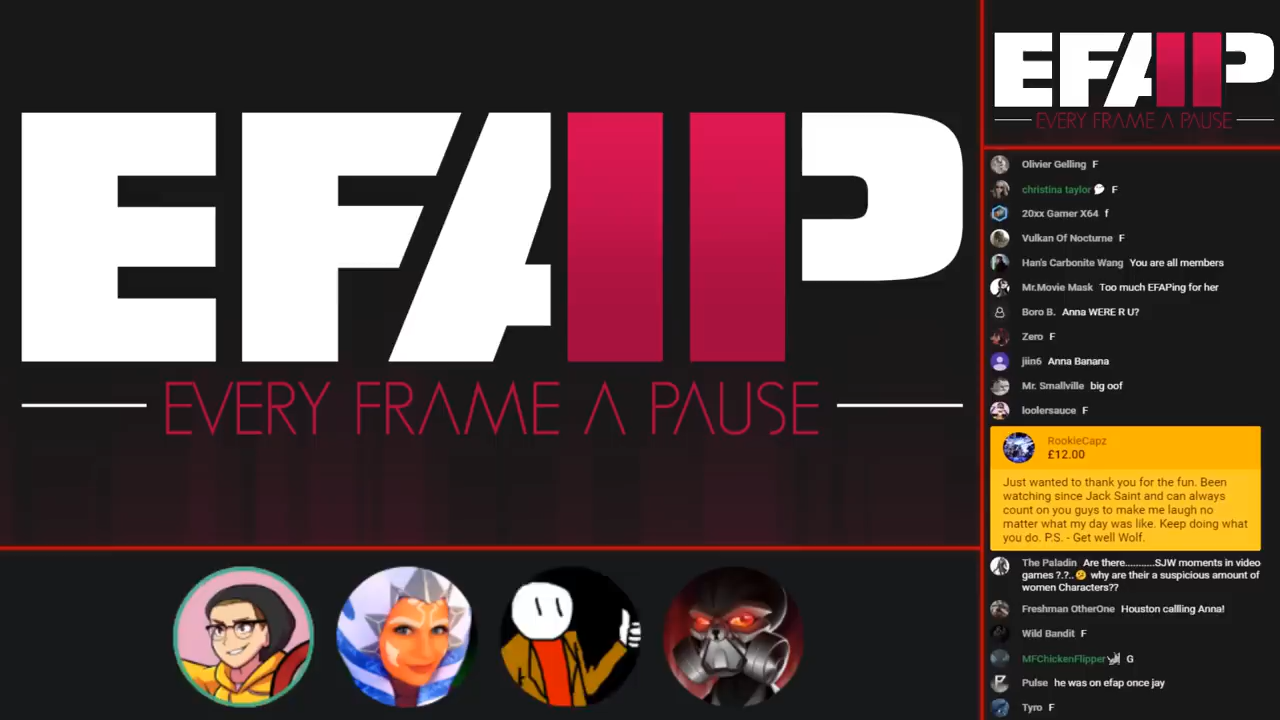 EFAP
EVERY FRAME A PAUSE
EFAP
EVERY FRAME A PAUSE
Olivier Gelling F
christina taylor F
20xx Gamer X64 f
Vulkan Of Nocturne F
Han's Carbonite Wang You are all members
Mr.Movie Mask Too much EFAPing for her
Boro B. Anna WERE R U?
Zero F
jiin6 Anna Banana
Mr. Smallville big oof
loolersauce F
RookieCapz
£12.00
Just wanted to thank you for the fun. Been
watching since Jack Saint and can always
count on you guys to make me laugh no
matter what my day was like. Keep doing what
you do. P.S. - Get well Wolf.
The Paladin Are there...........SJW moments in video
games ?.?..🤔 why are their a suspicious amount of
women Characters??
Freshman OtherOne Houston callling Anna!
Wild Bandit F
MFChickenFlipper G
Pulse he was on efap once jay
Tyro F